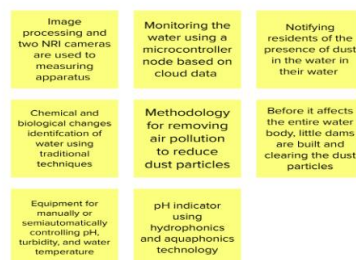 Image
processing and
two NRI cameras
are used to
measuring
apparatus
Monitoring the
water using a
microcontroller
node based on
cloud data
Notifying
residents of the
presence of dust
in the water in
their water
Chemical and
biological changes
identifcation of
water using
traditional
techniques
Methodology
for removing
air pollution
to reduce
dust particles
Before it affects
the entire water
body, little dams
are built and
clearing the dust
particles
Equipment for
manually or
semiautomatically
controlling pH,
turbidity, and water
temperature
pH indicator
using
hydrophonics
and aquaphonics
technology